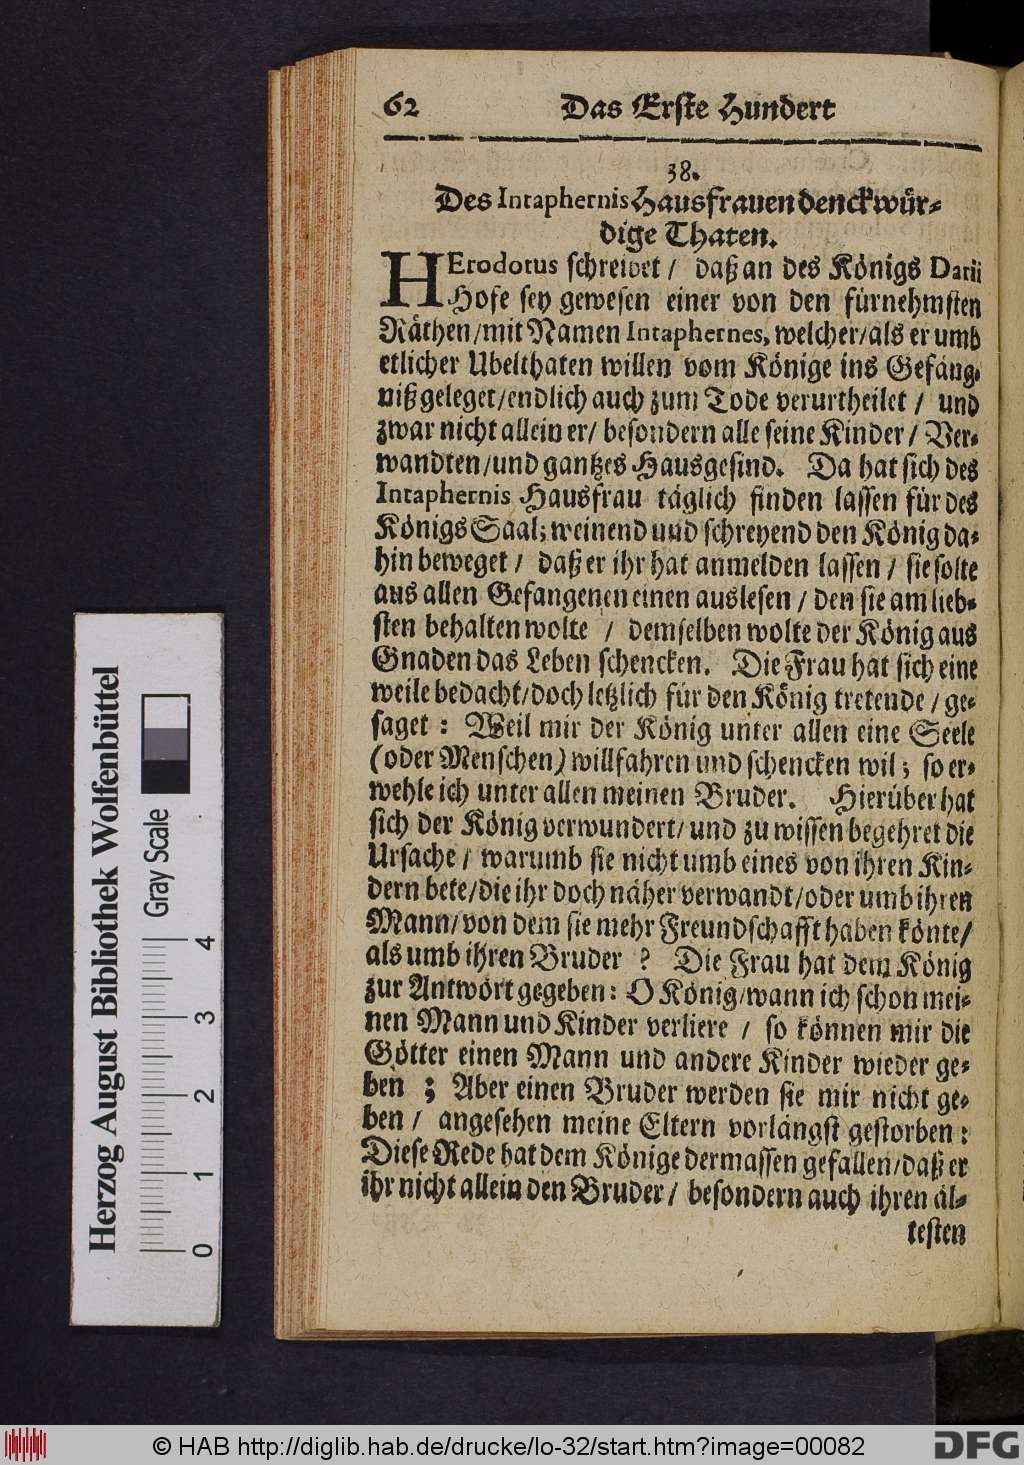 62 Das Erste Hundert
38.
Des Intaphernis Hausfrauen denckwür-
dige Thaten.
HErodotus schreibet / daß an des Königs Darii
Hofe sey gewesen einer von den fürnehmsten
Räthen/mit Namen Intaphernes, welcher/als er umb
etlicher Ubelthaten willen vom Könige ins Gefäng-
niß geleget/endlich auch zum Tode verurtheilet / und
zwar nicht allein er/ besondern alle seine Kinder / Ver-
wandten/und gantzes Hausgesind. Da hat sich des
Intaphernis Hausfrau täglich finden lassen für des
Königs Saal; weinend und schreyend den König da-
hin beweget / daß er ihr hat anmelden lassen / sie solte
aus allen Gefangenen einen auslesen / den sie am lieb-
sten behalten wolte / demselben wolte der König aus
Gnaden das Leben schencken. Die Frau hat sich eine
weile bedacht/doch letzlich für den König tretende / ge-
saget : Weil mir der König unter allen eine Seele
(oder Menschen) willfahren und schencken wil; so er-
wehle ich unter allen meinen Bruder. Hierüber hat
sich der König verwundert/ und zu wissen begehret die
Ursache / warumb sie nicht umb eines von ihren Kin-
dern bete/die ihr doch näher verwandt/oder umb ihren
Mann/von dem sie mehr Freundschafft haben könte/
als umb ihren Bruder ? Die Frau hat dem König
zur Antwort gegeben: O König/wann ich schon mei-
nen Mann und Kinder verliere / so können mir die
Götter einen Mann und andere Kinder wieder ge-
ben ; Aber einen Bruder werden sie mir nicht ge-
ben / angesehen meine Eltern vorlängst gestorben:
Diese Rede hat dem Könige dermassen gefallen/daß er
ihr nicht allein den Bruder/ besondern auch ihren äl-
testen
Herzog August Bibliothek Wolfenbüttel
Gray Scale
0 1 2 3 4
© HAB http://diglib.hab.de/drucke/lo-32/start.htm?image=00082
DFG